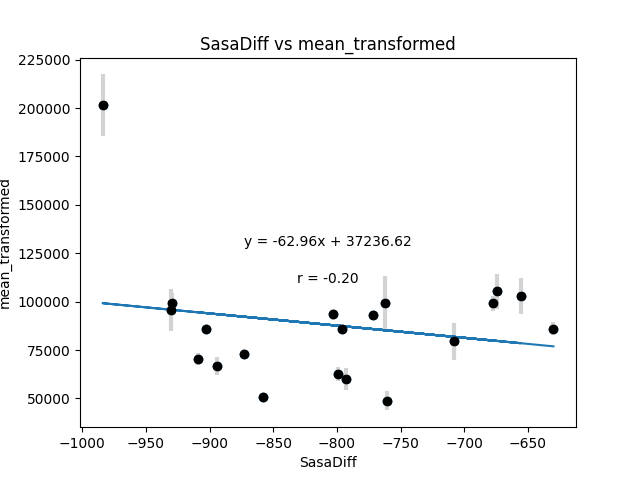 SasaDiff vs mean_transformed
225000
200000
175000
150000
125000
100000
75000
50000
mean_transformed
y = -62.96x + 37236.62
r = -0.20
−1000 −950 −900 −850 −800 −750 −700 −650
SasaDiff